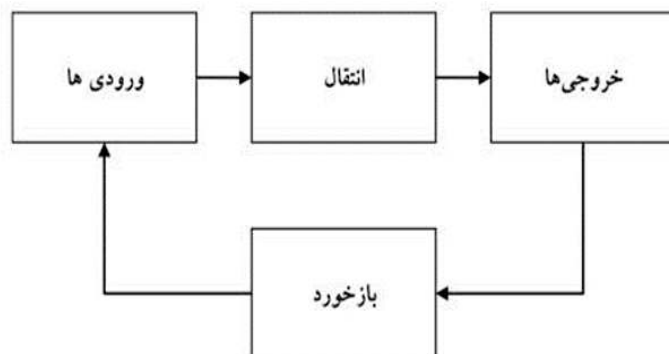 ورودی ها
انتقال
خروجی‌ها
بازخورد